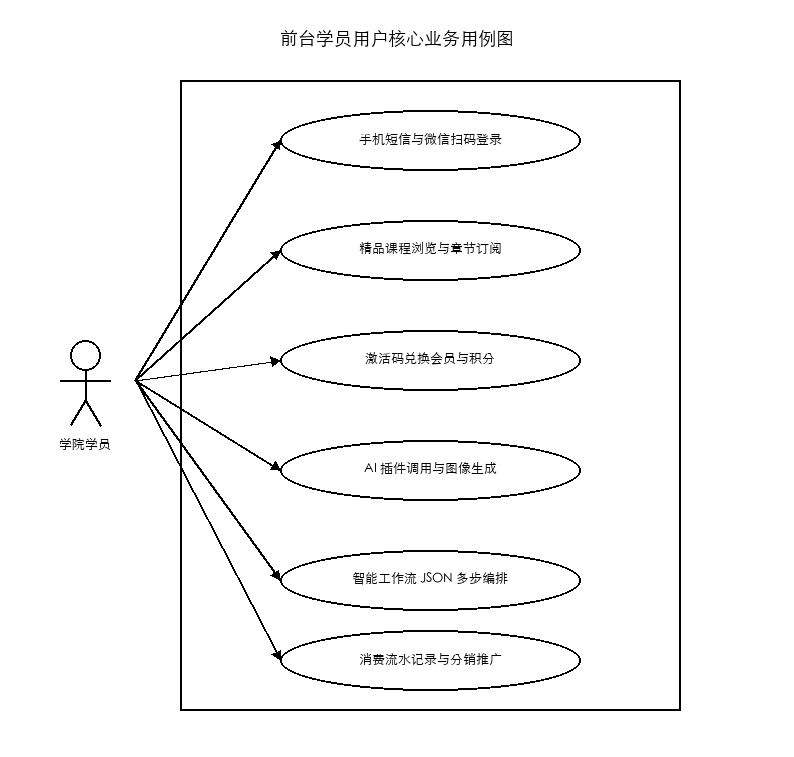 前台学员用户核心业务用例图
手机短信与微信扫码登录
精品课程浏览与章节订阅
激活码兑换会员与积分
AI 插件调用与图像生成
学院学员
智能工作流 JSON 多步编排
消费流水记录与分销推广